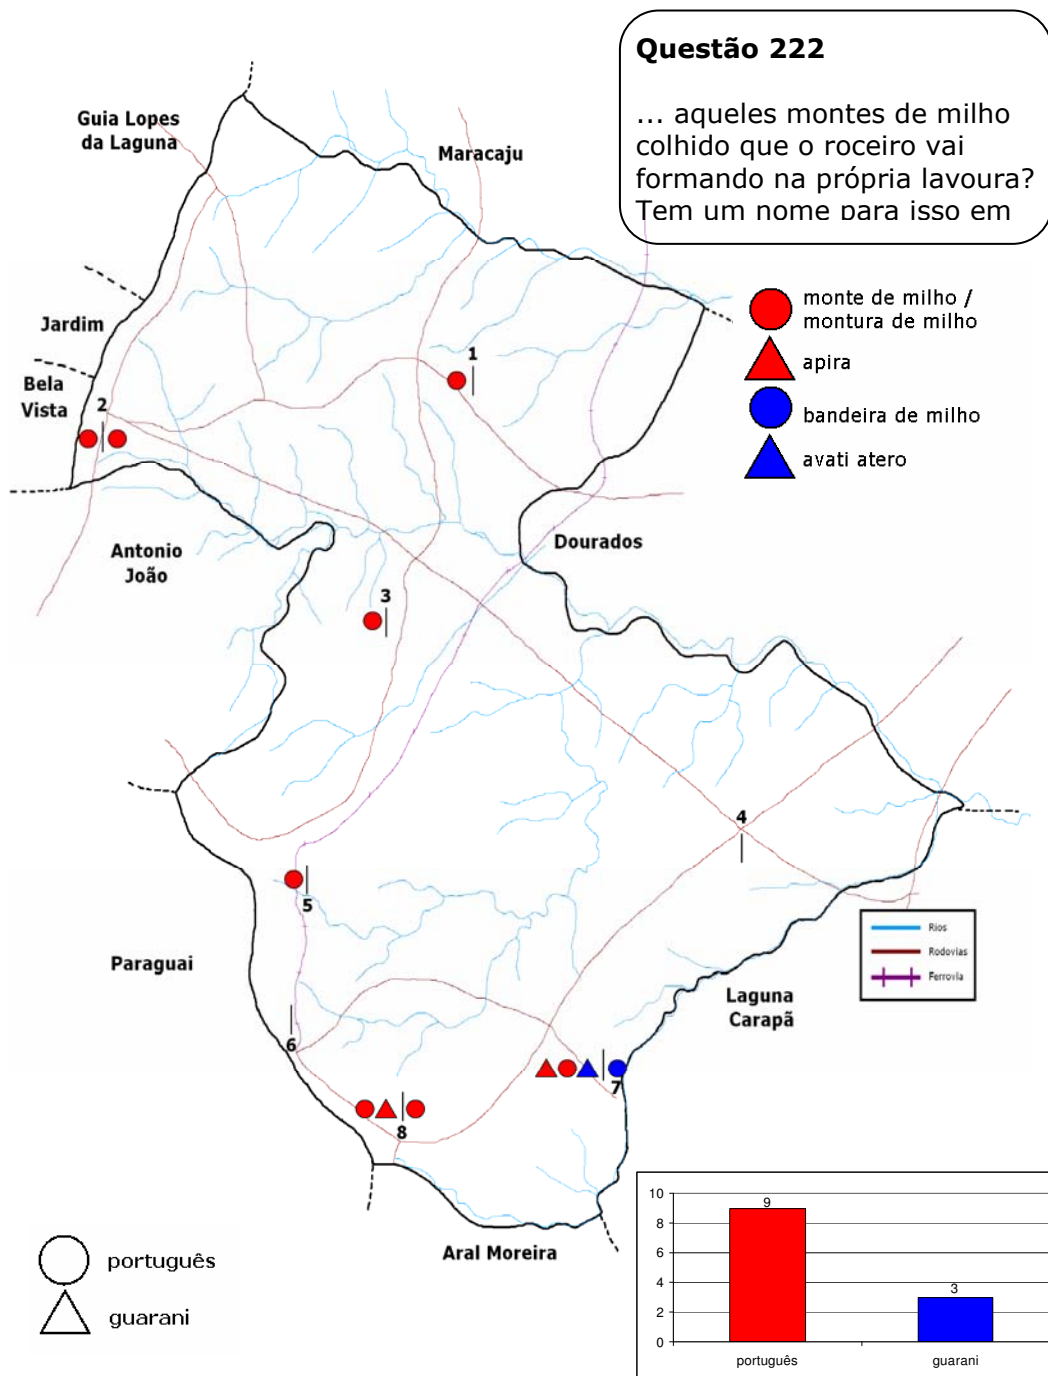 Questão 222
... aqueles montes de milho
colhido que o roceiro vai
formando na própria lavoura?
Tem um nome para isso em
Guia Lopes
da Laguna
Maracaju
monte de milho /
montura de milho
apira
bandeira de milho
avati atero
Jardim
Bela
Vista
1
2
Antonio
João
Dourados
3
4
5
Paraguai
Rios
Rodovias
Ferrovia
Laguna
Carapã
6
7
8
Aral Moreira
português
guarani
10
8
6
4
2
0
9
3
português
guarani